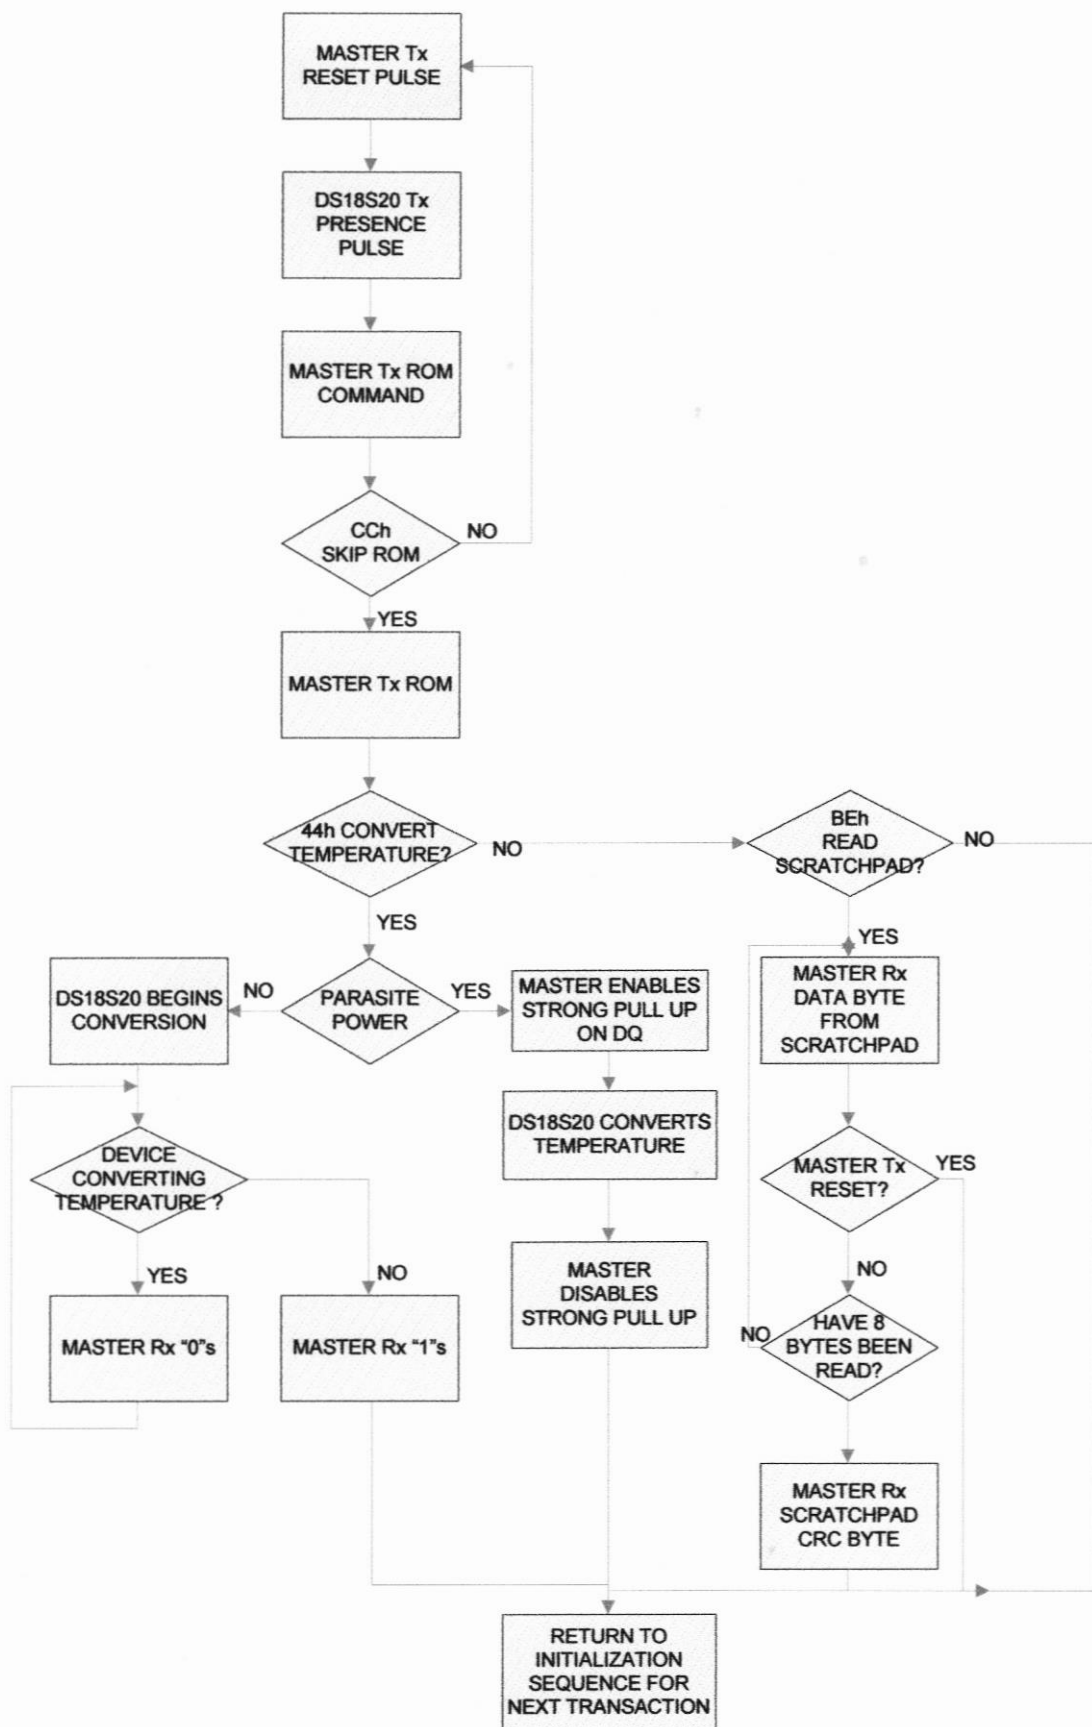 MASTER Tx
RESET PULSE
DS18S20 Tx
PRESENCE
PULSE
MASTER Tx ROM
COMMAND
CCh
SKIP ROM
NO
YES
MASTER Tx ROM
44h CONVERT
TEMPERATURE?
NO
BEh
READ
SCRATCHPAD?
NO
YES
YES
DS18S20 BEGINS
CONVERSION
NO
PARASITE
POWER
YES
MASTER ENABLES
STRONG PULL UP
ON DQ
MASTER Rx
DATA BYTE
FROM
SCRATCHPAD
DS18S20 CONVERTS
TEMPERATURE
DEVICE
CONVERTING
TEMPERATURE ?
MASTER Tx
RESET?
YES
YES
NO
NO
MASTER
DISABLES
STRONG PULL UP
MASTER Rx “0”s
MASTER Rx “1”s
NO
HAVE 8
BYTES BEEN
READ?
MASTER Rx
SCRATCHPAD
CRC BYTE
RETURN TO
INITIALIZATION
SEQUENCE FOR
NEXT TRANSACTION